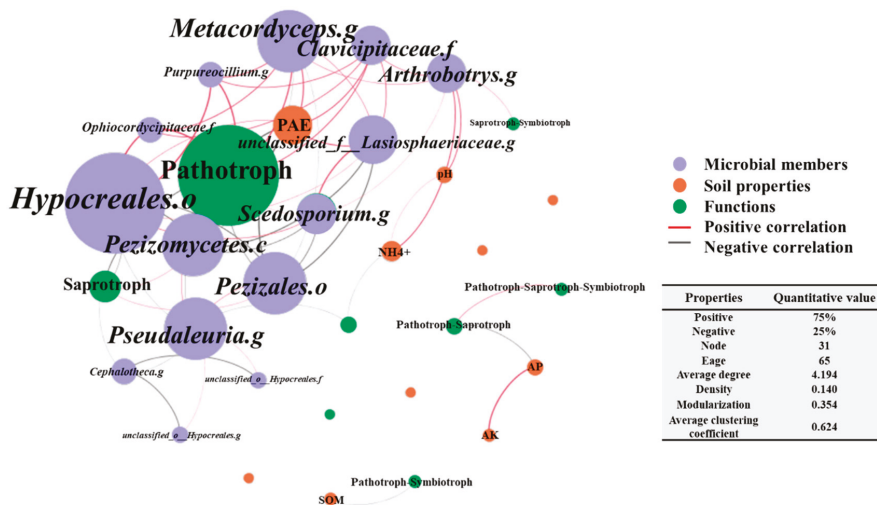 Metacordyceps.g
Clavicipitaceae.f
Purpureocillium.g
Arthrobotrys.g
Ophiocordycipitaceae.f
PAE
Saprotroph-Symbiotroph
unclassified_f__Lasiosphaeriaceae.g
Pathotroph
pH
Hypocreales.o
Scedosporium.g
Pezizomycetes.c
NH4+
Saprotroph
Pezizales.o
Pathotroph-Saprotroph-Symbiotroph
Pseudaleuria.g
Pathotroph-Saprotroph
Cephalotheca.g
unclassified_o__Hypocreales.f
AP
unclassified_o__Hypocreales.g
AK
Pathotroph-Symbiotroph
SOM
Microbial members
Soil properties
Functions
Positive correlation
Negative correlation
Properties Quantitative value
Positive 75%
Negative 25%
Node 31
Eage 65
Average degree 4.194
Density 0.140
Modularization 0.354
Average clustering
coefficient 0.624